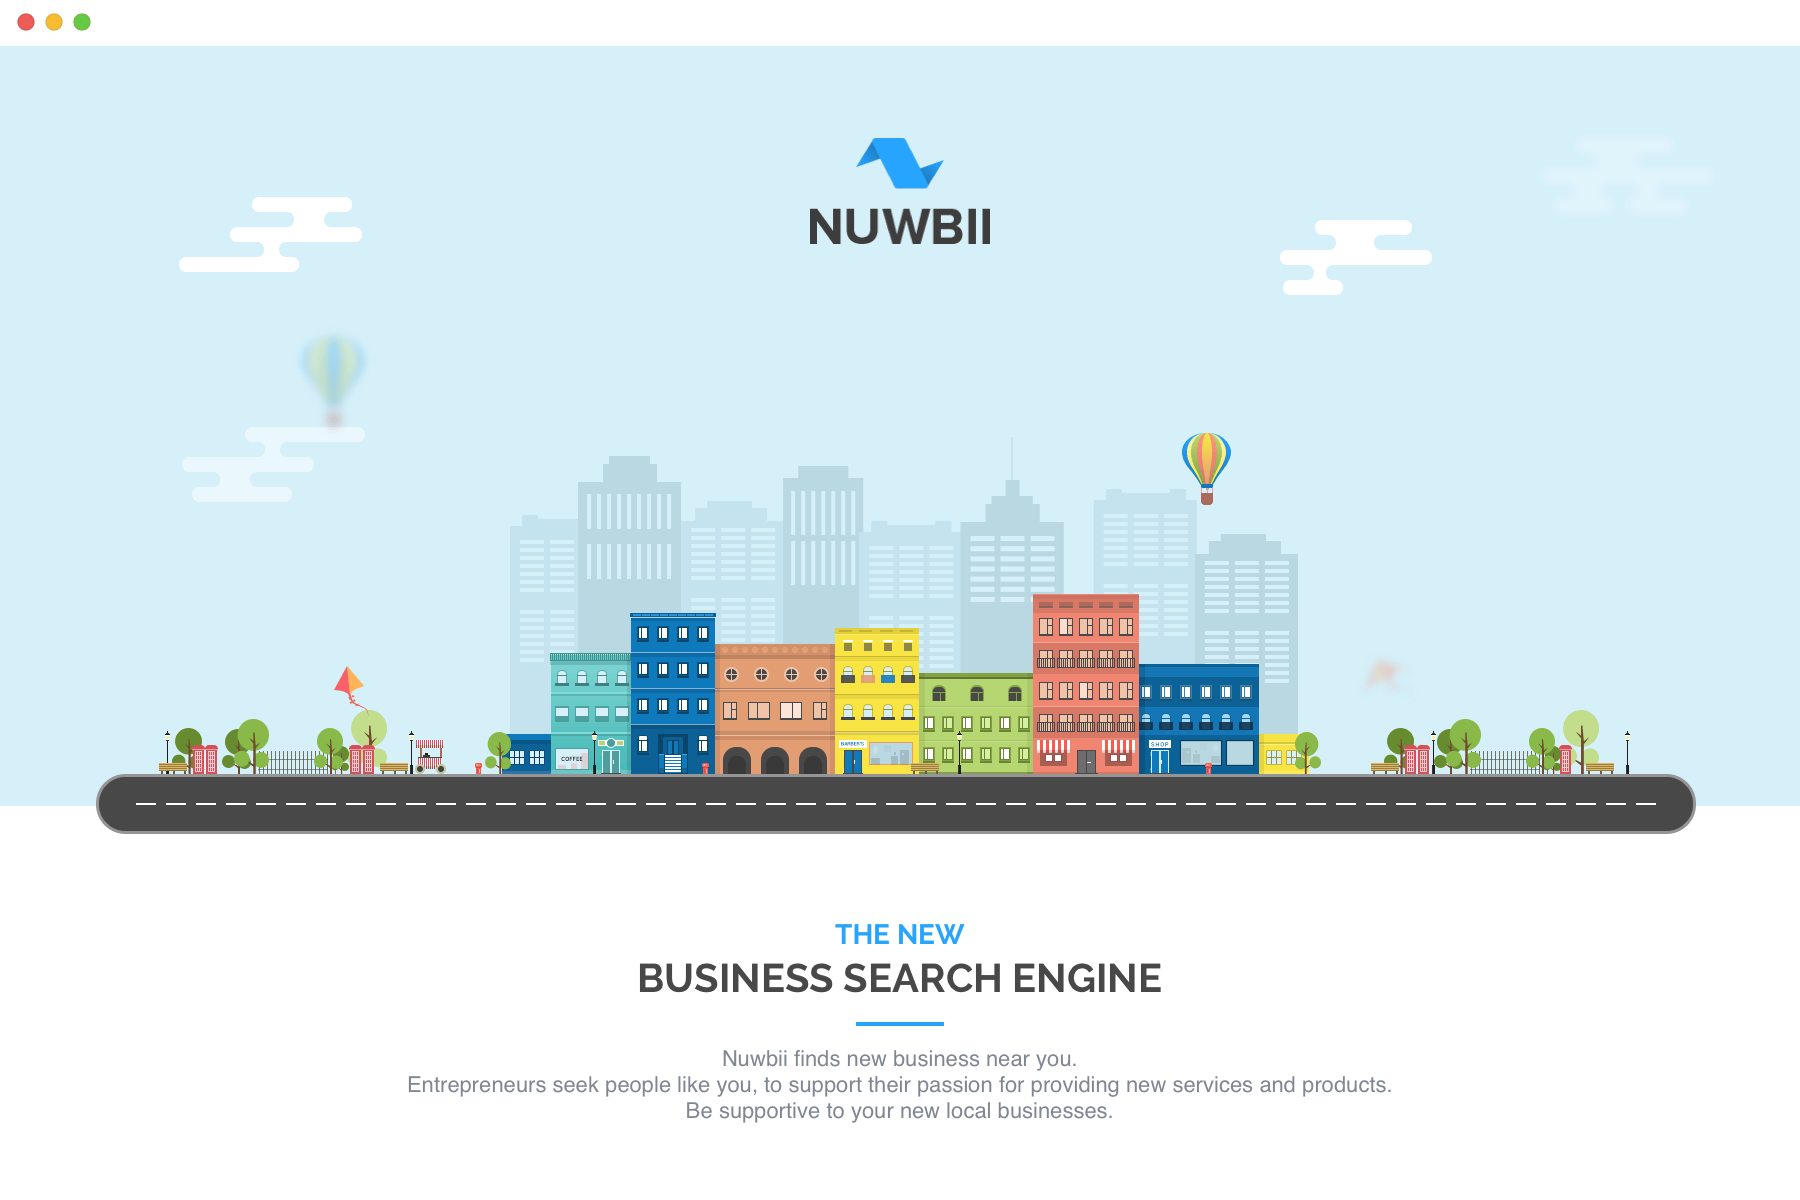 NUWBII
COFFEE
BARBER'S
SHOP
THE NEW
BUSINESS SEARCH ENGINE
Nuwbii finds new business near you.
Entrepreneurs seek people like you, to support their passion for providing new services and products.
Be supportive to your new local businesses.